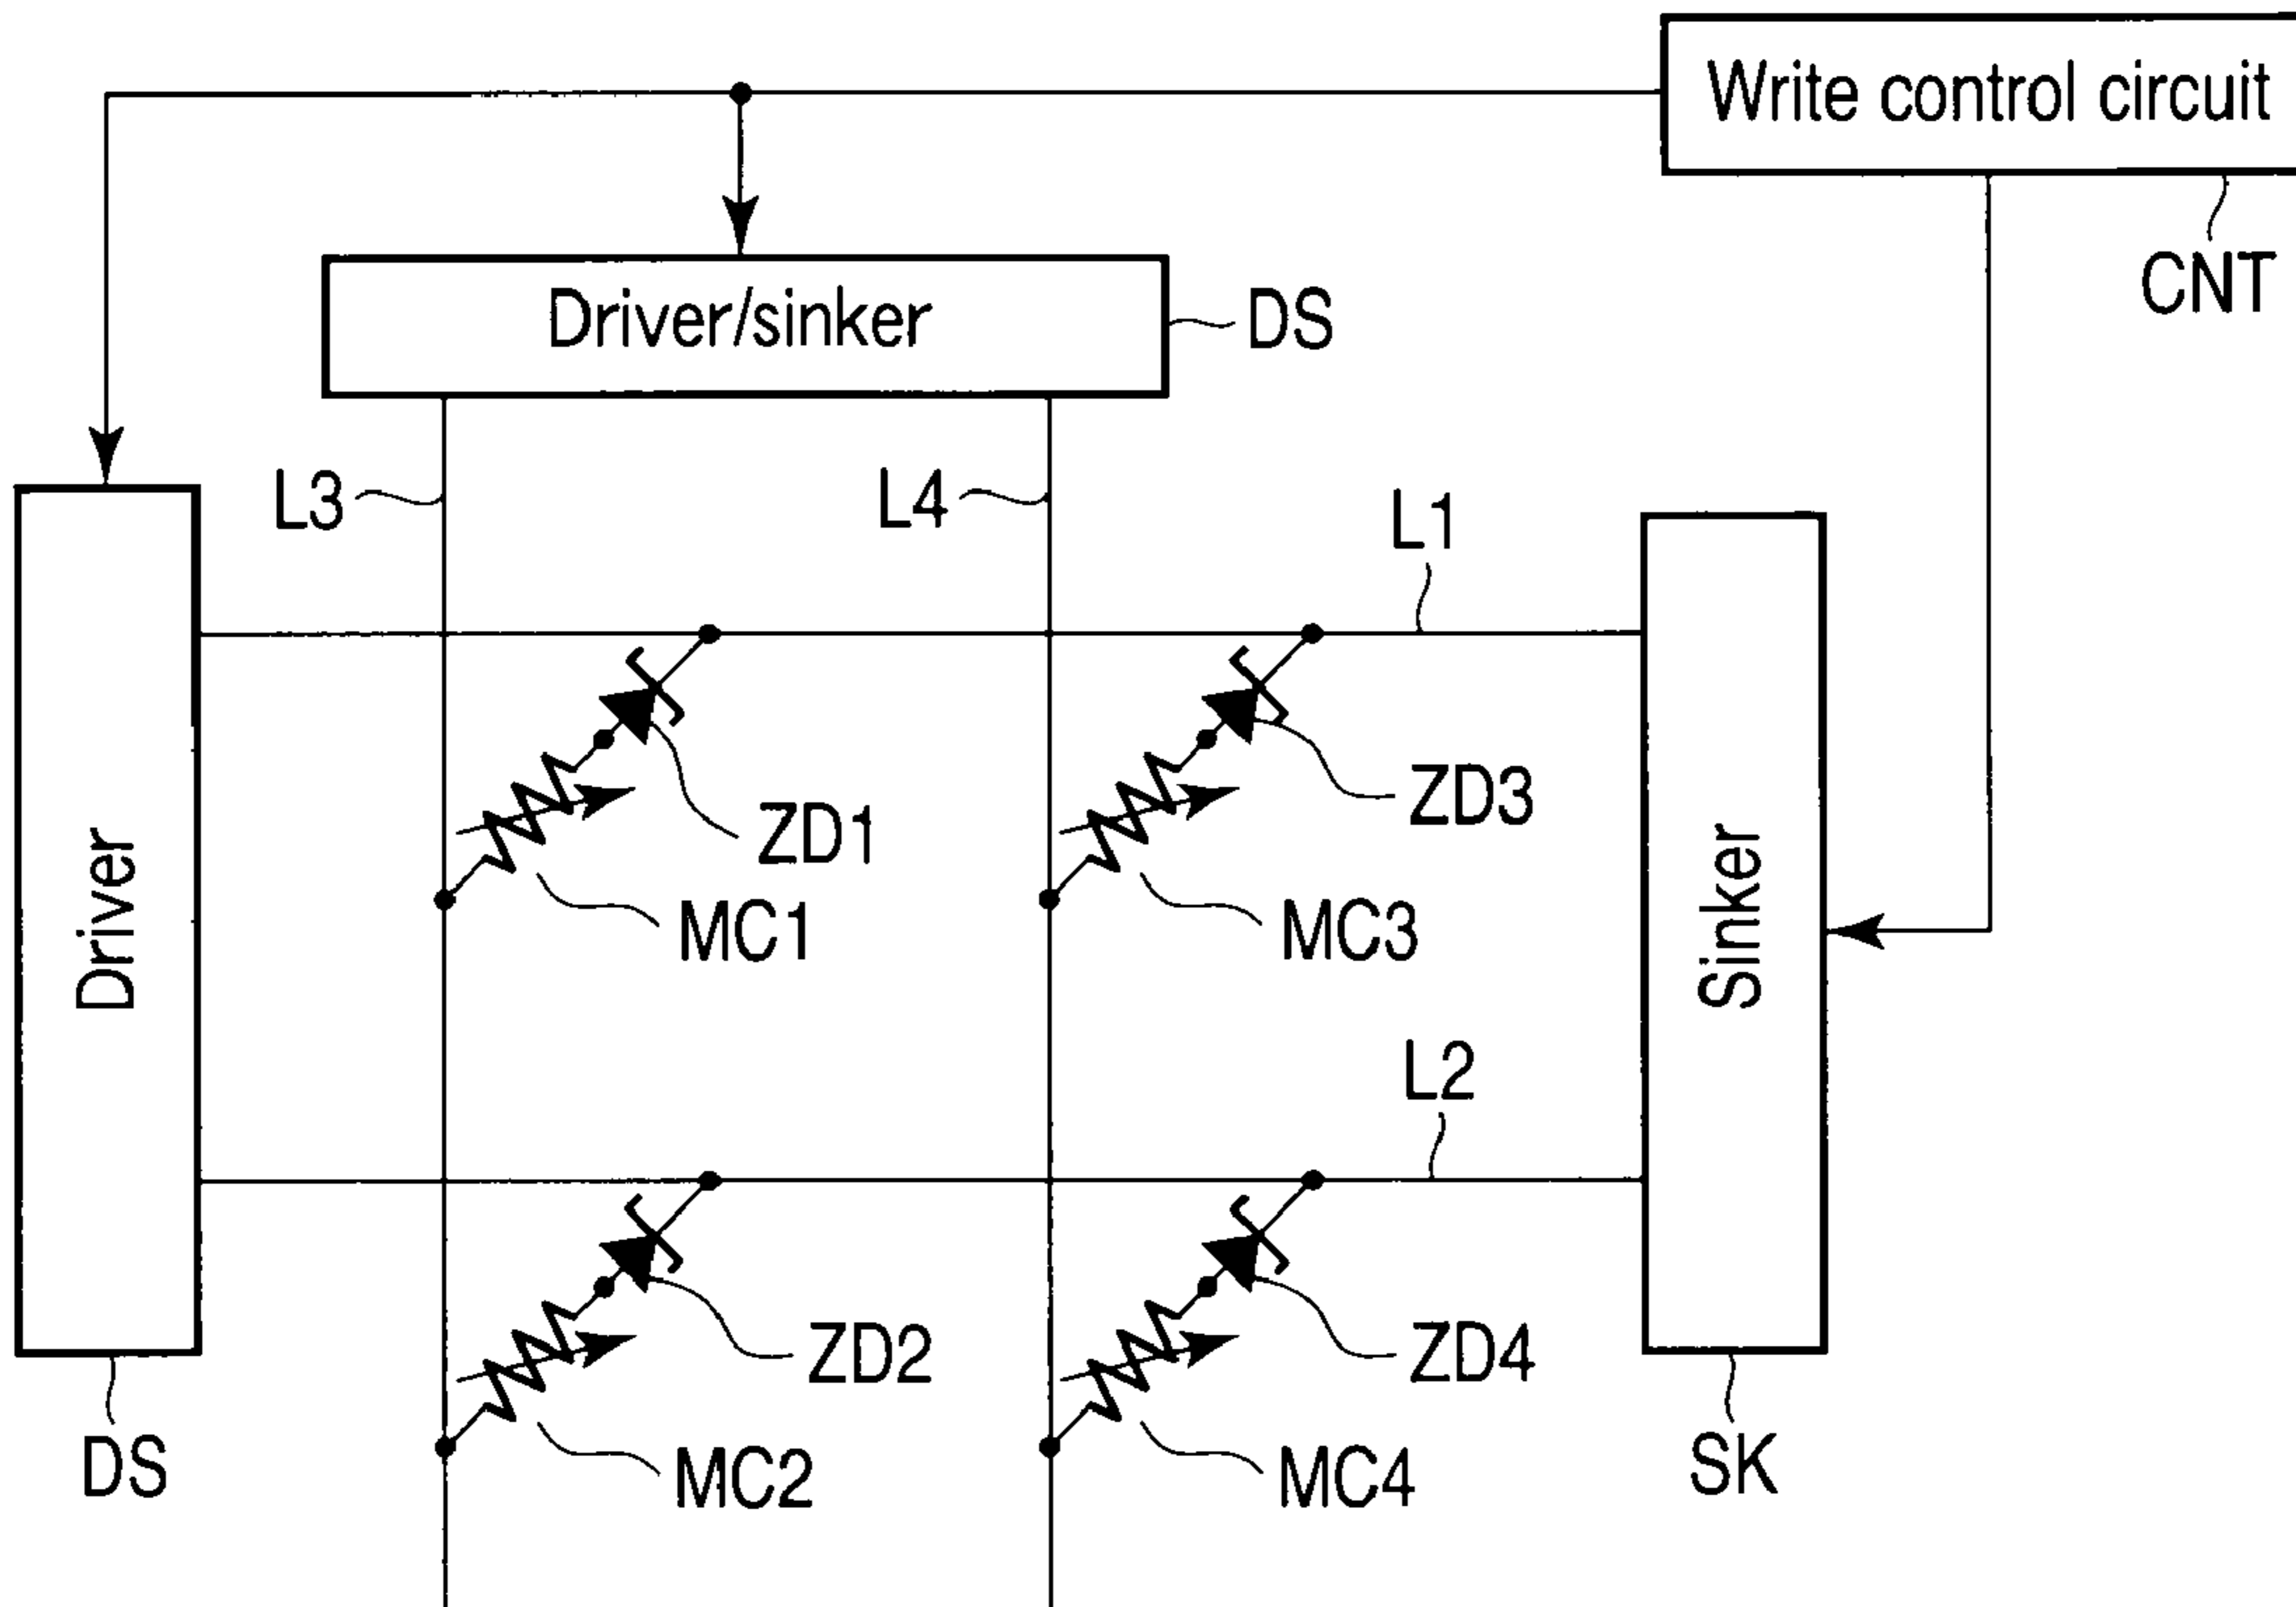 Write control circuit
CNT
Driver/sinker
DS
L3
L4
L1
Driver
Sinker
ZD1
ZD3
MC1
MC3
L2
ZD2
ZD4
MC2
MC4
DS
SK